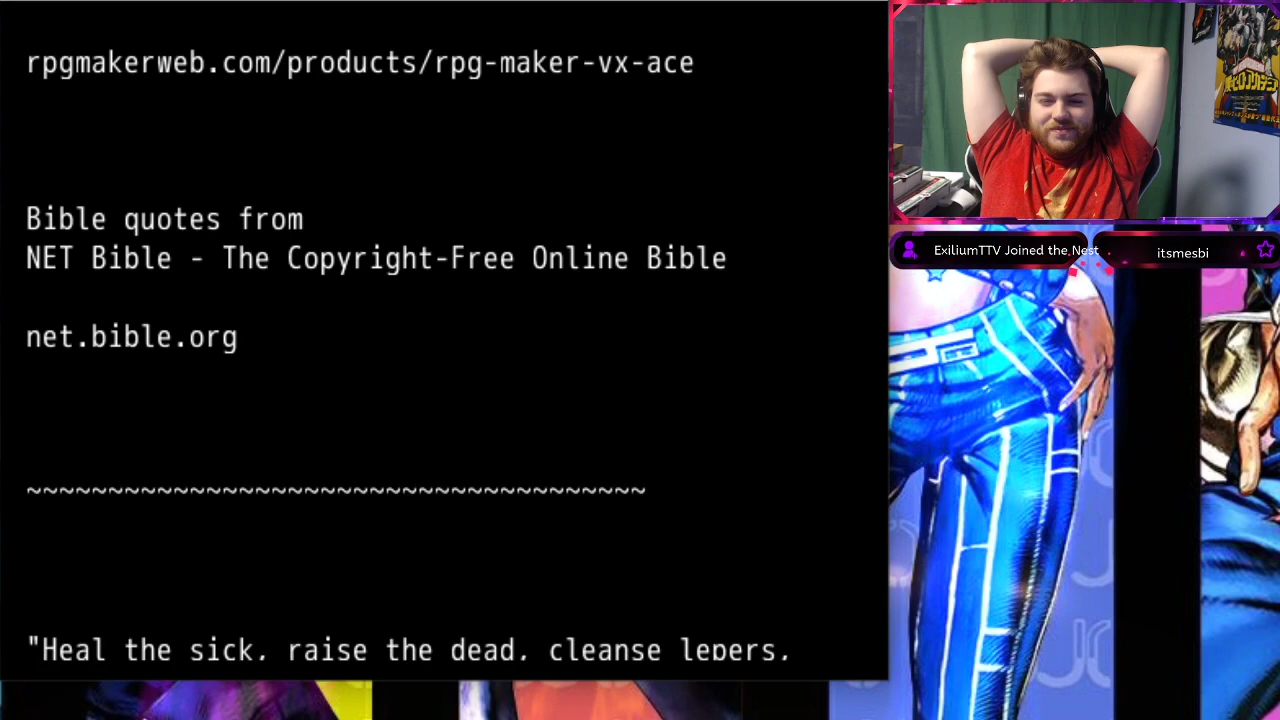 rpgmakerweb.com/products/rpg-maker-vx-ace
Bible quotes from
NET Bible - The Copyright-Free Online Bible
net.bible.org
~~~~~~~~~~~~~~~~~~~~~~~~~~~~~~~~~~~~~~
"Heal the sick, raise the dead, cleanse lepers,
ExiliumTTV Joined the Nest
itsmesbi